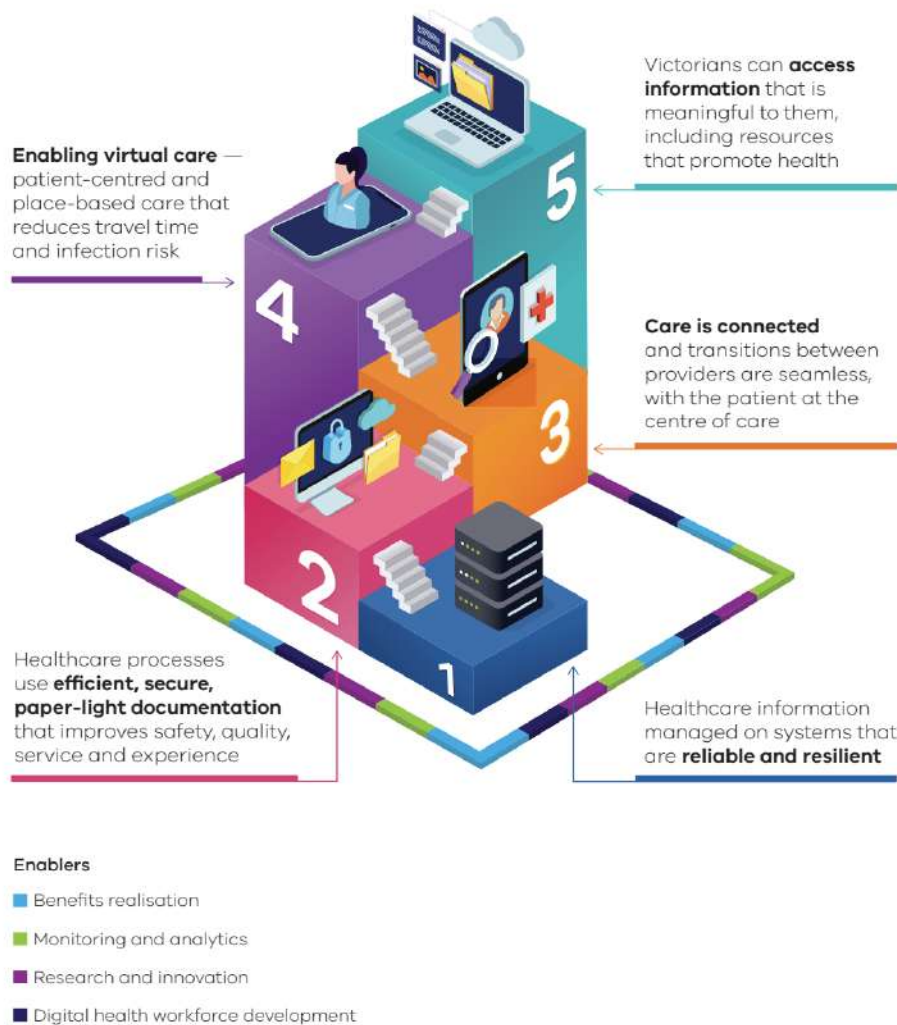 Victorians can access
information that is
meaningful to them,
including resources
that promote health
5
Enabling virtual care —
patient-centred and
place-based care that
reduces travel time
and infection risk
4
Care is connected
and transitions between
providers are seamless,
with the patient at the
centre of care
3
2
Healthcare processes
use efficient, secure,
paper-light documentation
that improves safety, quality,
service and experience
1
Healthcare information
managed on systems that
are reliable and resilient
Enablers
Benefits realisation
Monitoring and analytics
Research and innovation
Digital health workforce development